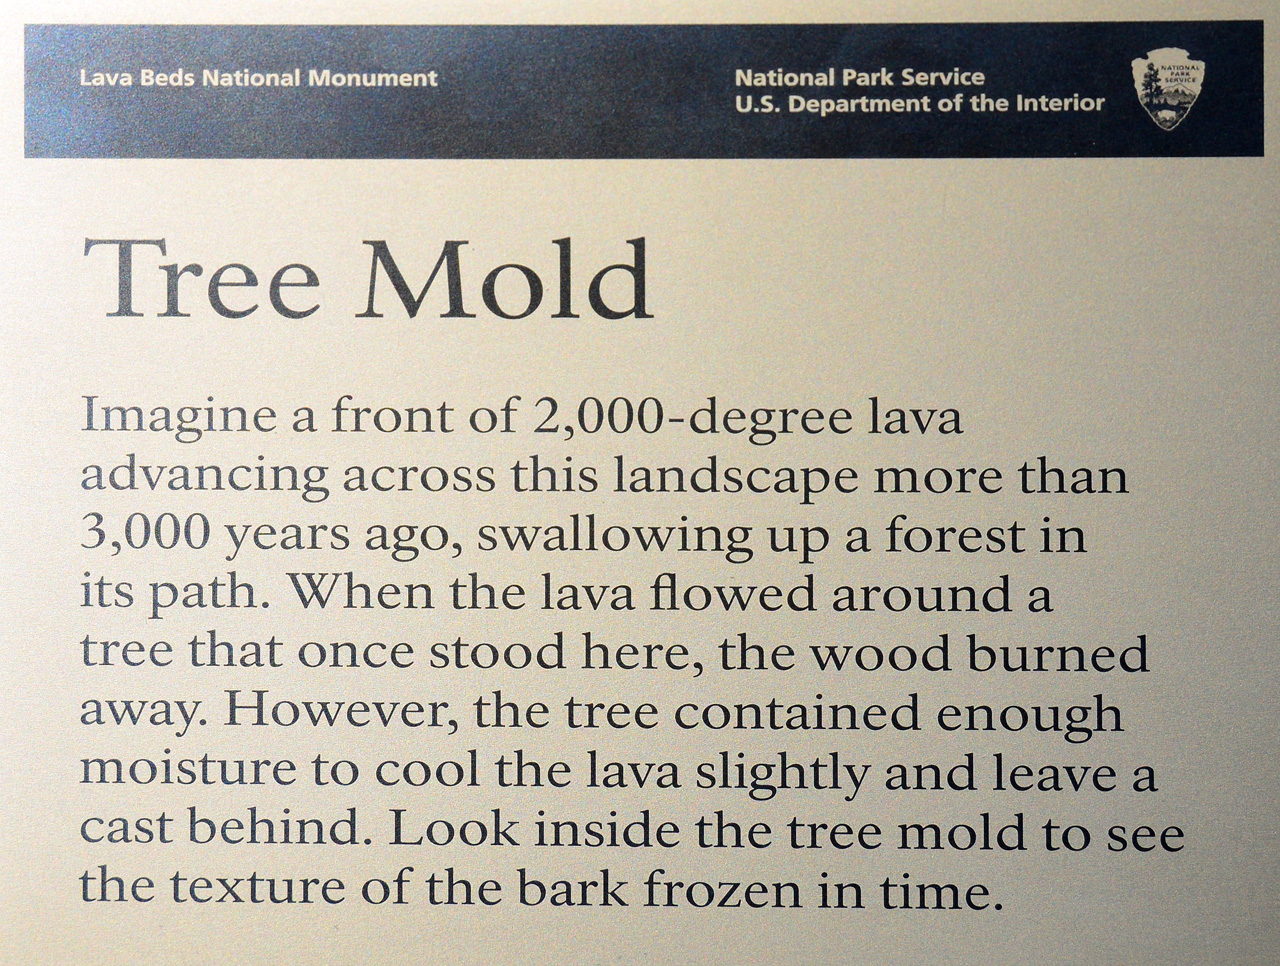 Lava Beds National Monument
National Park Service
U.S. Department of the Interior
NATIONAL
PARK
SERVICE
Tree Mold
Imagine a front of 2,000-degree lava
advancing across this landscape more than
3,000 years ago, swallowing up a forest in
its path. When the lava flowed around a
tree that once stood here, the wood burned
away. However, the tree contained enough
moisture to cool the lava slightly and leave a
cast behind. Look inside the tree mold to see
the texture of the bark frozen in time.